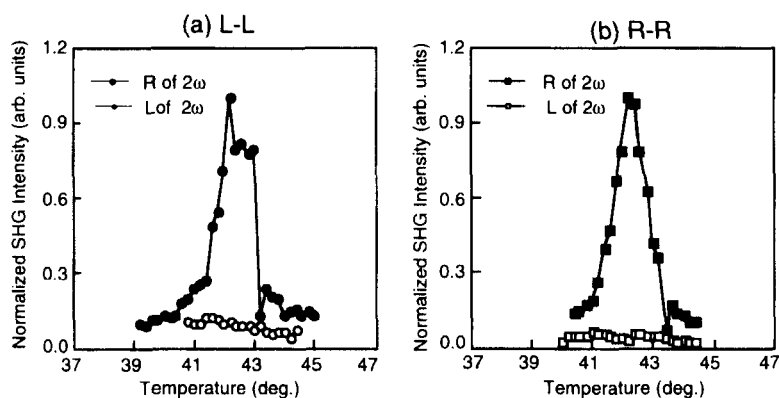 (a) L-L
Normalized SHG Intensity (arb. units)
1.2
0.9
0.6
0.3
0.0
R of 2ω
Lof 2ω
37
39
41
43
45
47
Temperature (deg.)
(b) R-R
Normalized SHG Intensity (arb. units)
1.2
0.9
0.6
0.3
0.0
R of 2ω
L of 2ω
37
39
41
43
45
47
Temperature (deg.)